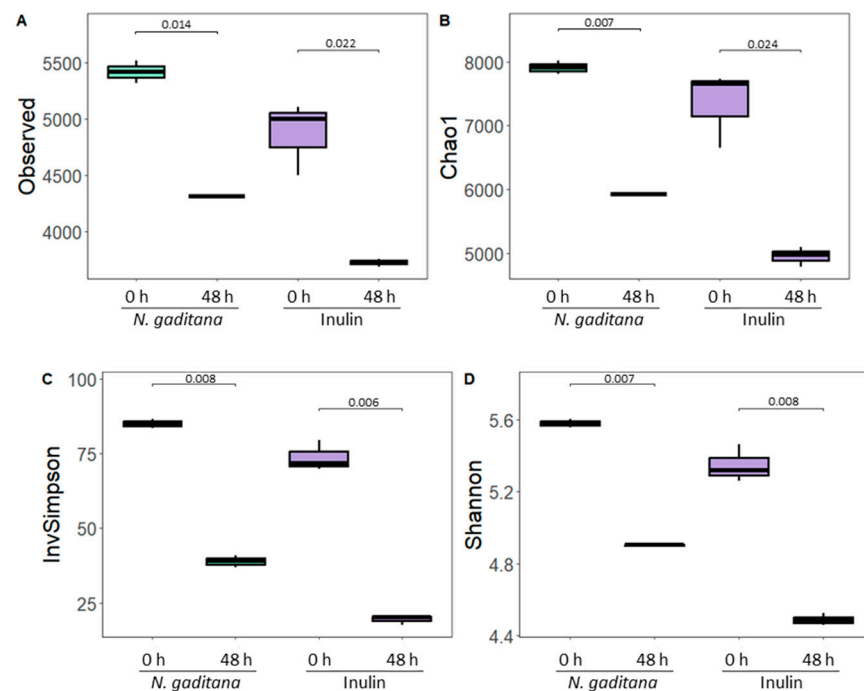 A
0.014
0.022
Observed
5500
5000
4500
4000
0 h 48 h 0 h 48 h
N. gaditana Inulin
B
0.007
0.024
Chao1
8000
7000
6000
5000
0 h 48 h 0 h 48 h
N. gaditana Inulin
C
0.008
0.006
InvSimpson
100
75
50
25
0 h 48 h 0 h 48 h
N. gaditana Inulin
D
0.007
0.008
Shannon
5.6
5.2
4.8
4.4
0 h 48 h 0 h 48 h
N. gaditana Inulin